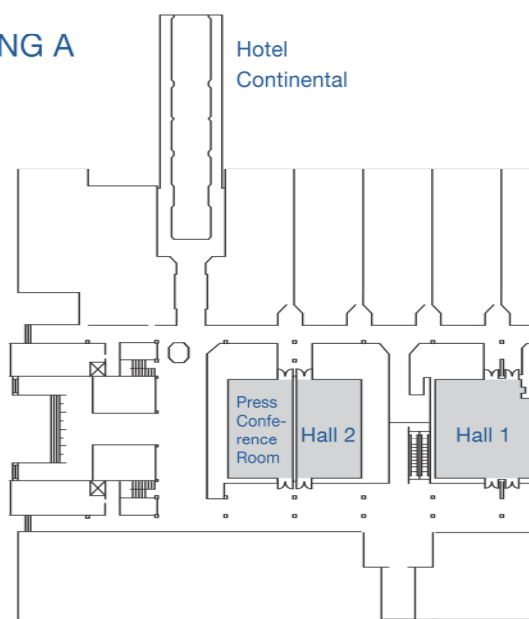 NG A
Hotel
Continental
Press
Confe-
rence
Room
Hall 2
Hall 1